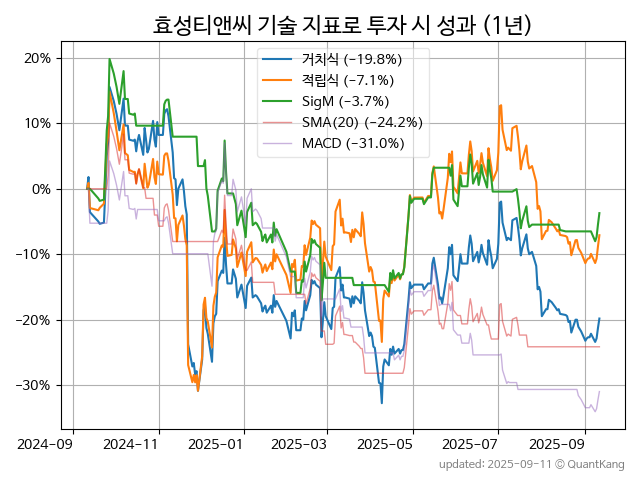 효성티앤씨 기술 지표로 투자 시 성과 (1년)
거치식 (−19.8%)
적립식 (−7.1%)
SigM (−3.7%)
SMA(20) (−24.2%)
MACD (−31.0%)
20%
10%
0%
−10%
−20%
−30%
2024-09 2024-11 2025-01 2025-03 2025-05 2025-07 2025-09
updated: 2025-09-11 © QuantKang